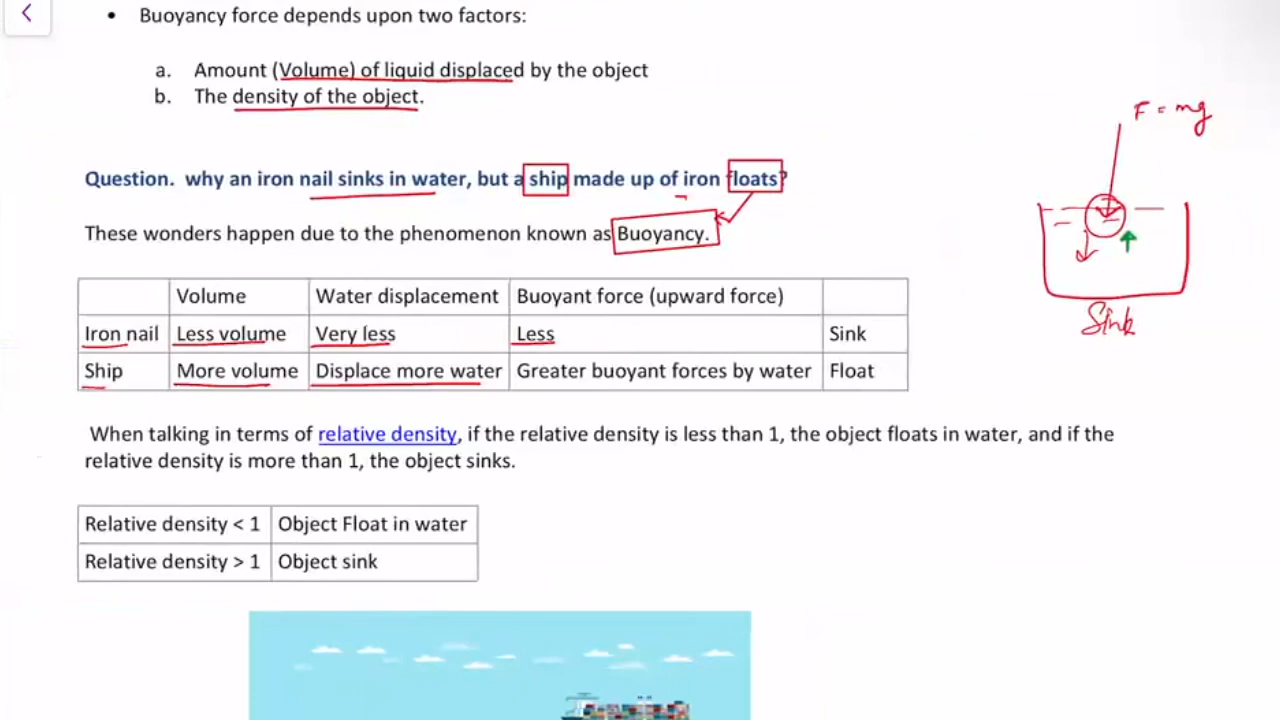 • Buoyancy force depends upon two factors:
a. Amount (Volume) of liquid displaced by the object
b. The density of the object.
F = mg
Question. why an iron nail sinks in water, but a ship made up of iron floats?
These wonders happen due to the phenomenon known as Buoyancy.
Volume Water displacement Buoyant force (upward force)
Iron nail Less volume Very less Less Sink
Ship More volume Displace more water Greater buoyant forces by water Float
Sink
When talking in terms of relative density, if the relative density is less than 1, the object floats in water, and if the
relative density is more than 1, the object sinks.
Relative density < 1 Object Float in water
Relative density > 1 Object sink